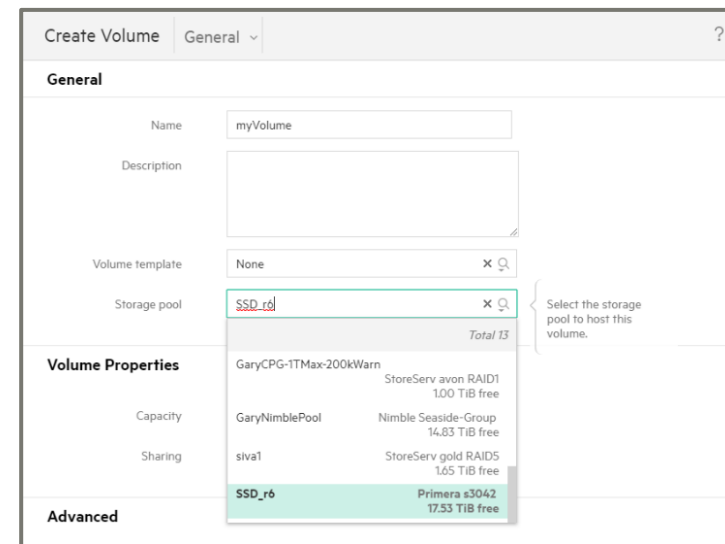 Create Volume General ?
General
Name myVolume
Description
Volume template None
Storage pool SSD_r6
Select the storage
pool to host this
volume.
Total 13
GaryCPG-1TMax-200kWarn
StoreServ avon RAID1
1.00 TiB free
GaryNimblePool Nimble Seaside-Group
14.83 TiB free
siva1 StoreServ gold RAID5
1.65 TiB free
SSD_r6 Primera s3042
17.53 TiB free
Volume Properties
Capacity
Sharing
Advanced